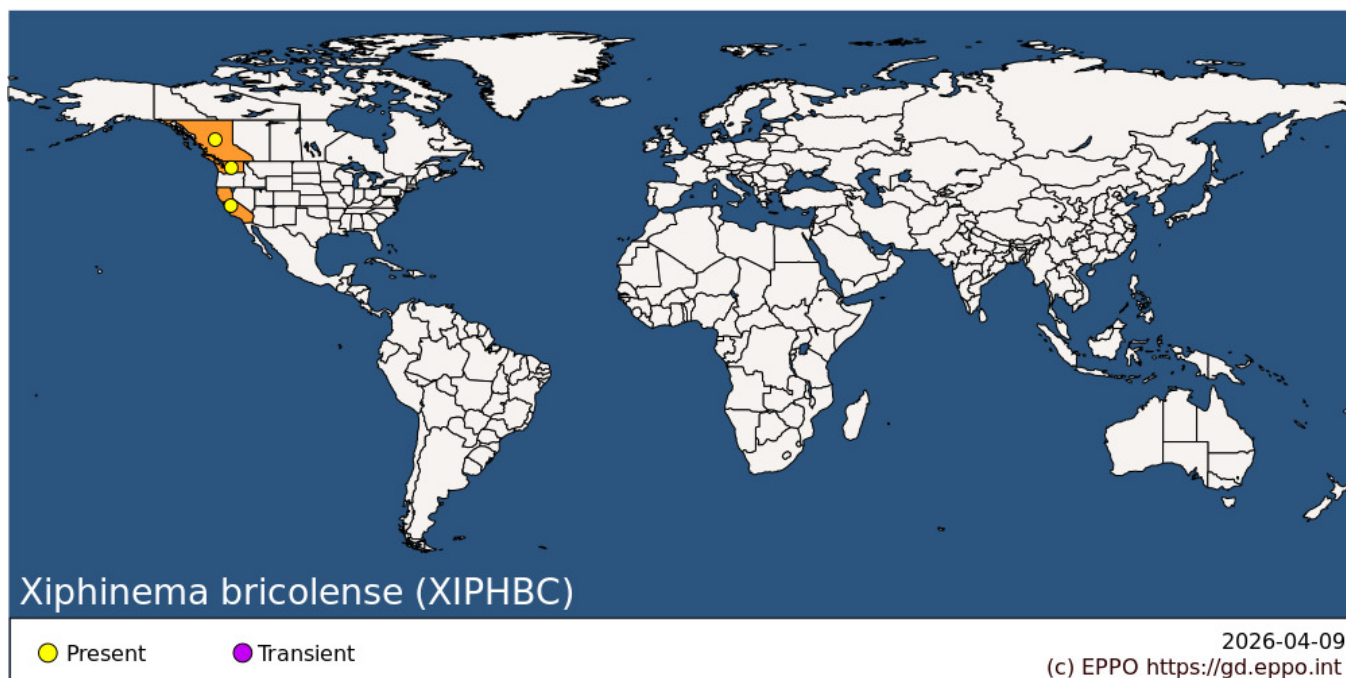 Xiphinema bricolense (XIPHBC)
Present
Transient
2026-04-09
(c) EPPO https://gd.eppo.int